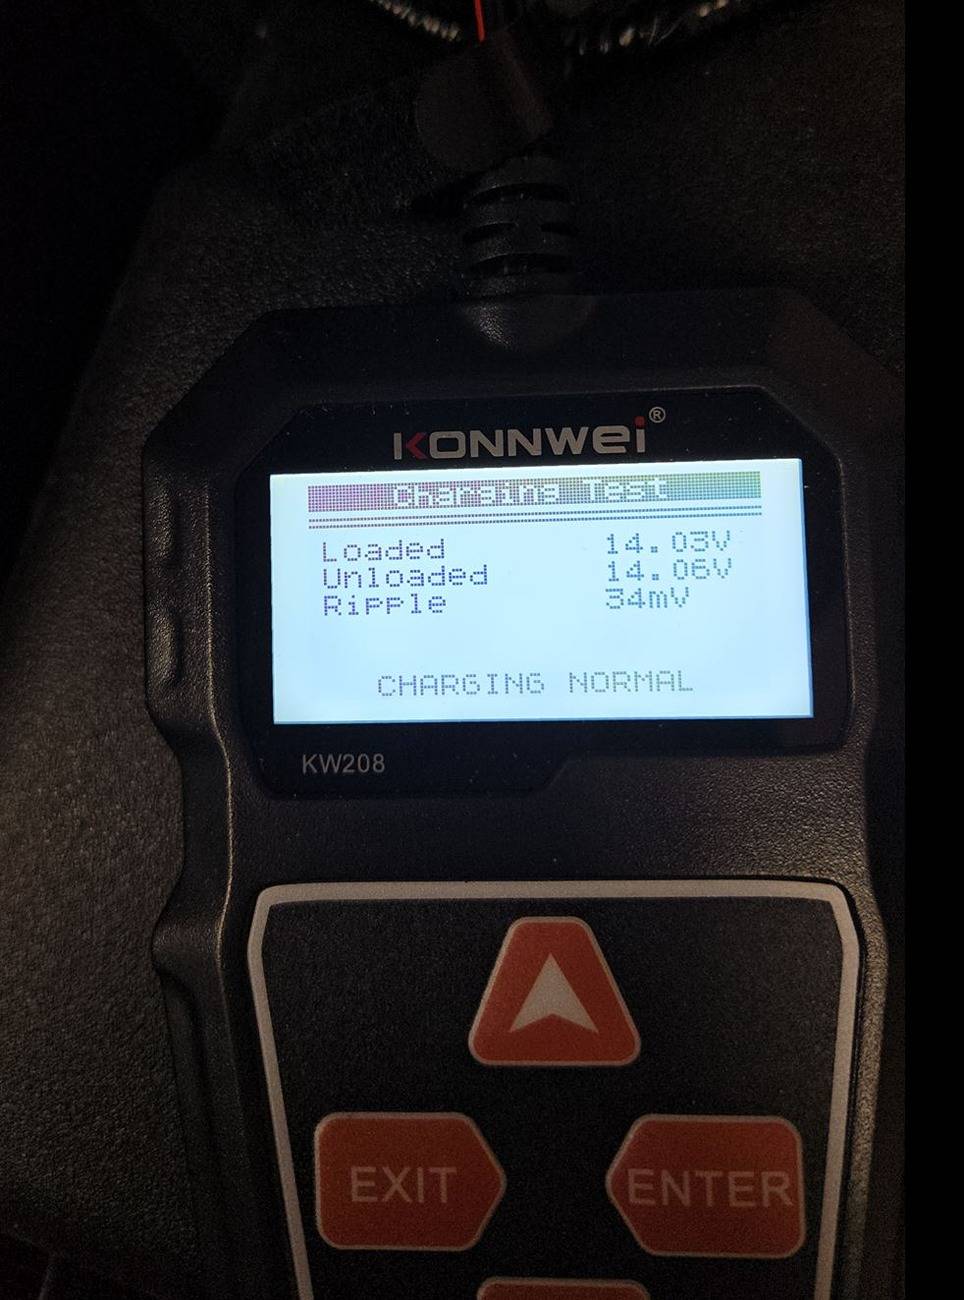 KONNWEI®
Charging Test
Loaded 14.03V
Unloaded 14.06V
Ripple 34mV
CHARGING NORMAL
KW208
EXIT
ENTER